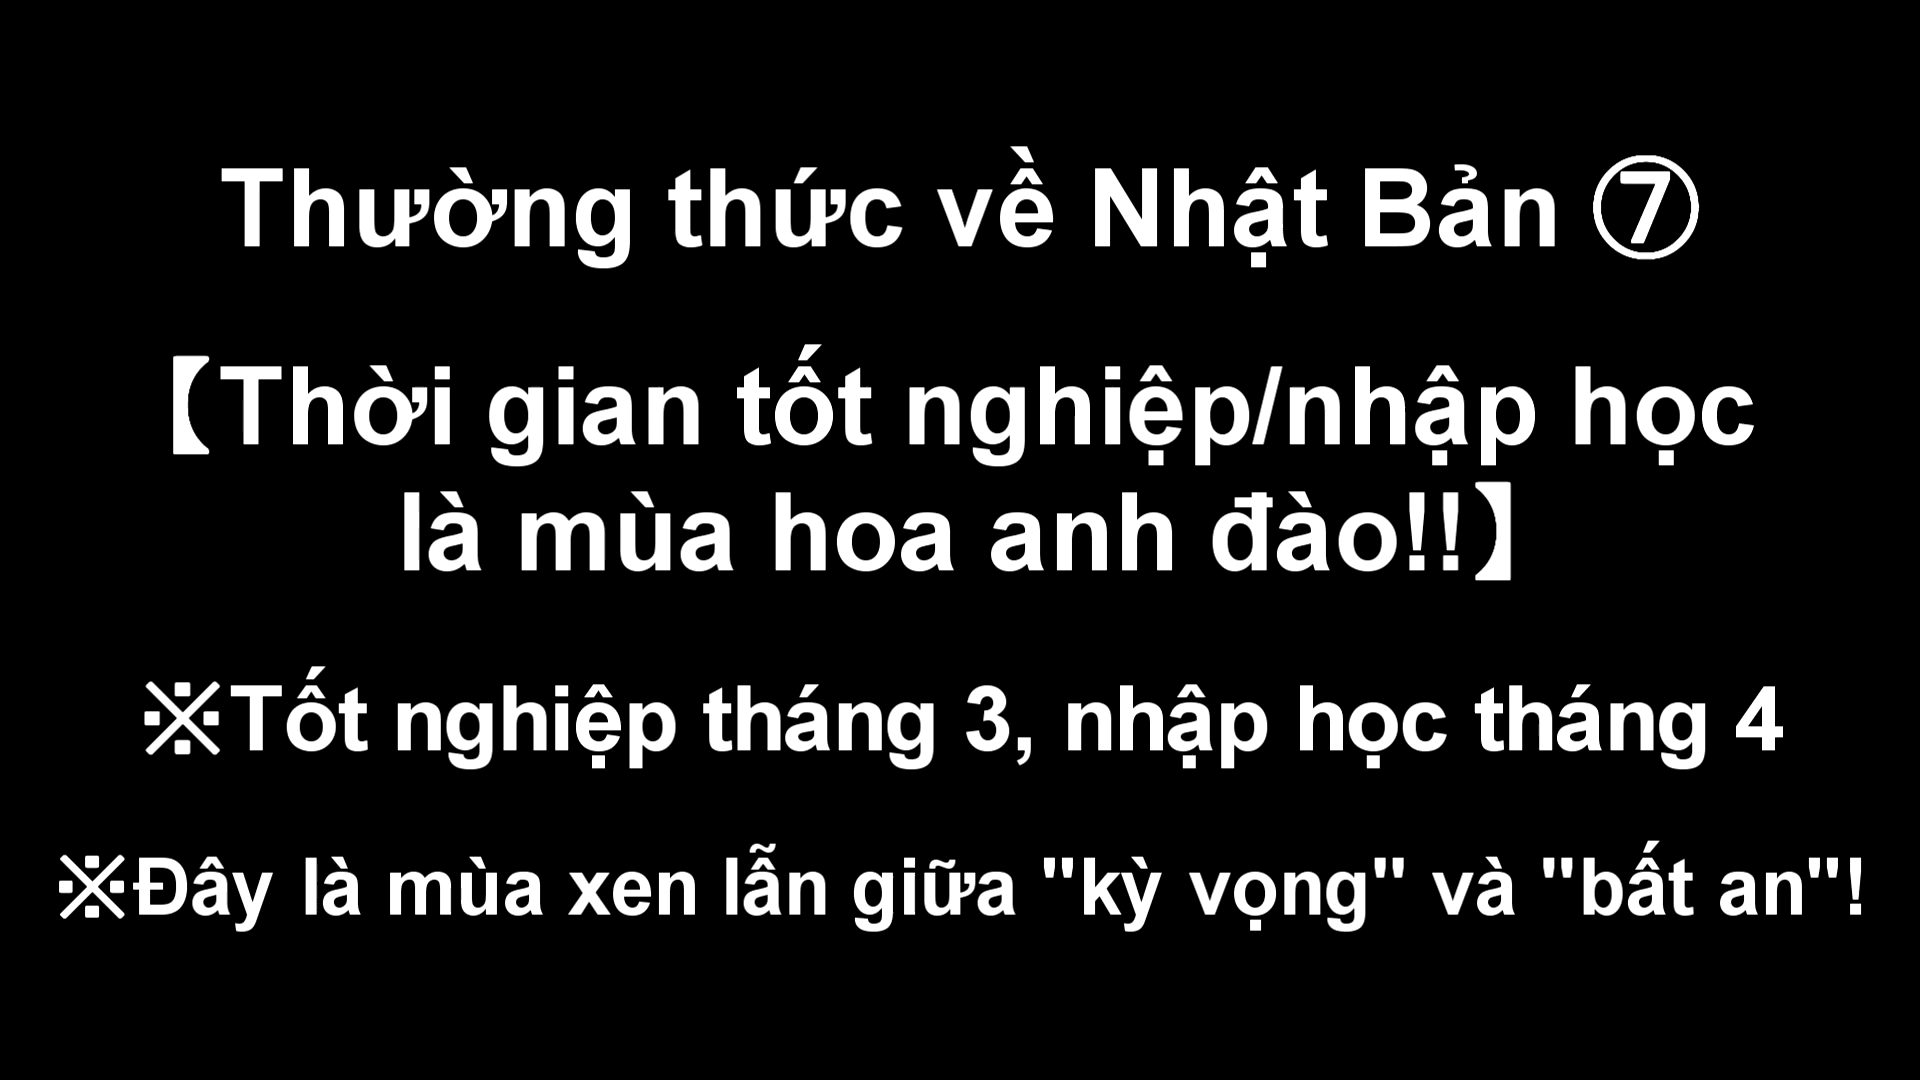 Thường thức về Nhật Bản ⑦
【Thời gian tốt nghiệp/nhập học
là mùa hoa anh đào!!】
※Tốt nghiệp tháng 3, nhập học tháng 4
※Đây là mùa xen lẫn giữa "kỳ vọng" và "bất an"!